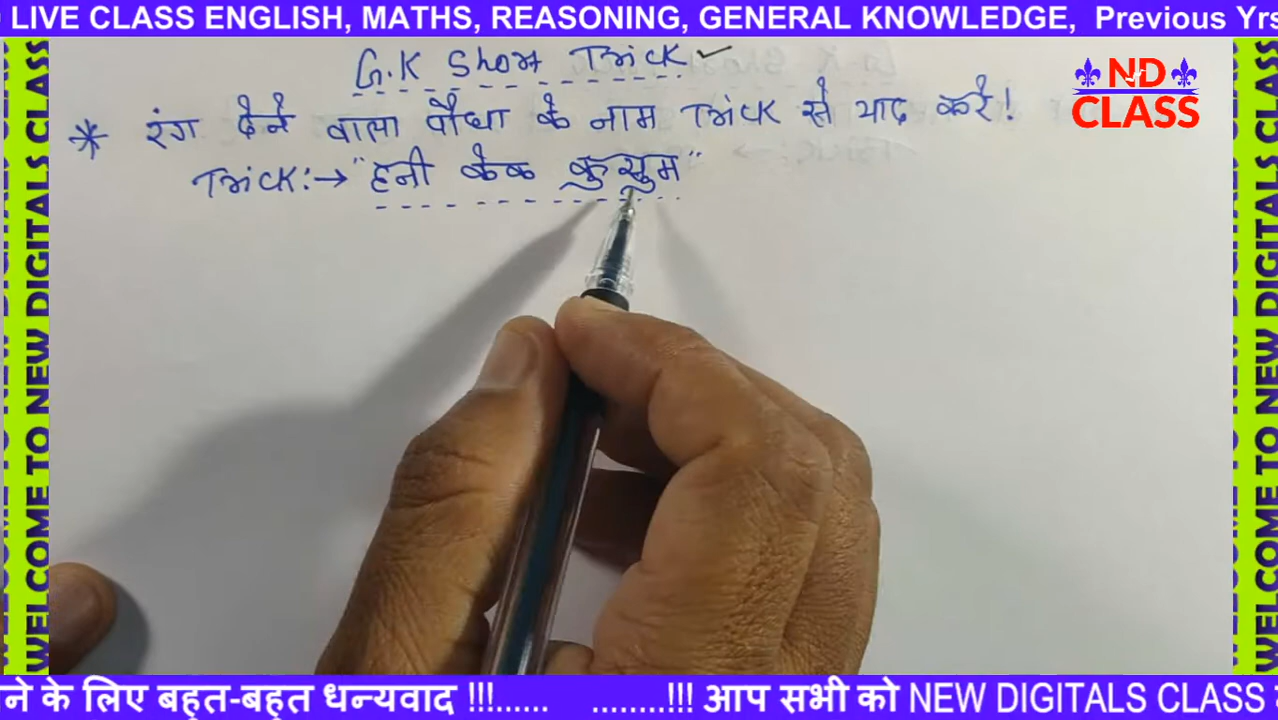 LIVE CLASS ENGLISH, MATHS, REASONING, GENERAL KNOWLEDGE, Previous Yrs
G.K Short Trick
ND
CLASS
* रंग देने वाला पौधा के नाम Trick से याद करे!
Trick:→ "हनी केक कुसुम"
WELCOME TO NEW DIGITALS CLASS
WELCOME TO NEW DIGITALS CLASS
ने के लिए बहुत-बहुत धन्यवाद !!!...... ........!!! आप सभी को NEW DIGITALS CLASS